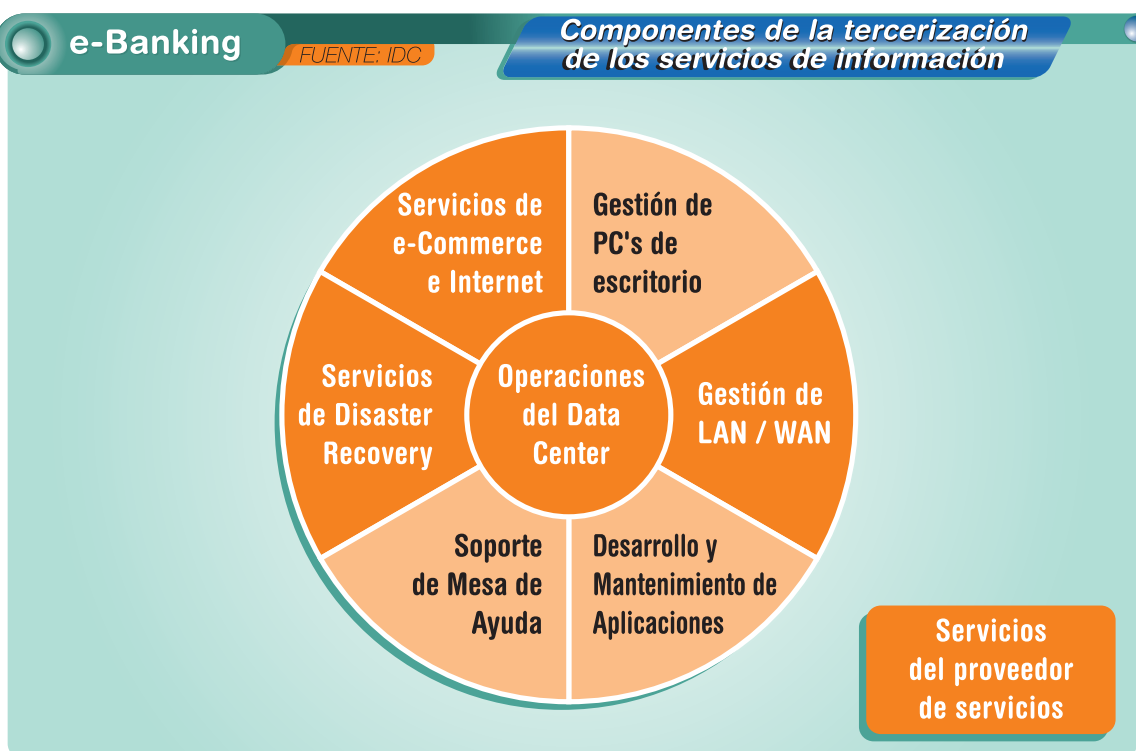 e-Banking
FUENTE: IDC
Componentes de la tercerización
de los servicios de información
Servicios de
e-Commerce
e Internet
Gestión de
PC's de
escritorio
Servicios
de Disaster
Recovery
Operaciones
del Data
Center
Gestión de
LAN / WAN
Soporte
de Mesa de
Ayuda
Desarrollo y
Mantenimiento de
Aplicaciones
Servicios
del proveedor
de servicios